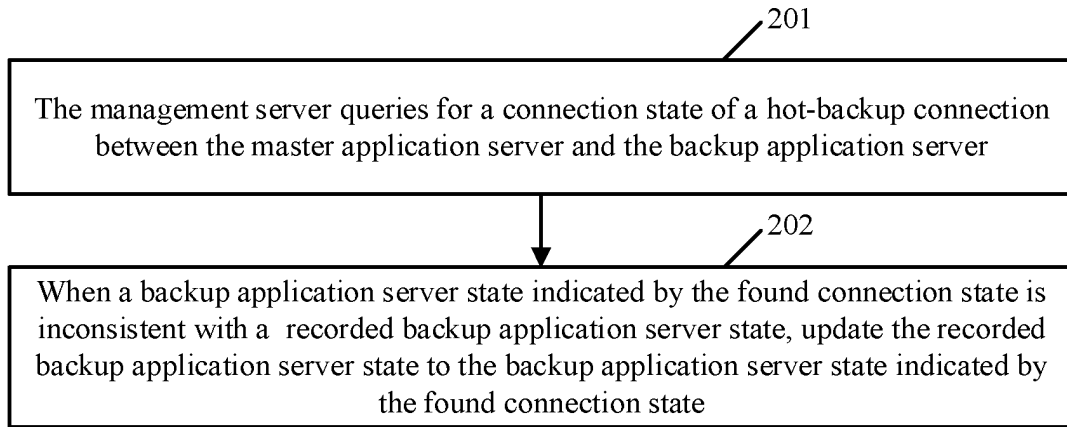 201
The management server queries for a connection state of a hot-backup connection
between the master application server and the backup application server
202
When a backup application server state indicated by the found connection state is
inconsistent with a recorded backup application server state, update the recorded
backup application server state to the backup application server state indicated by
the found connection state